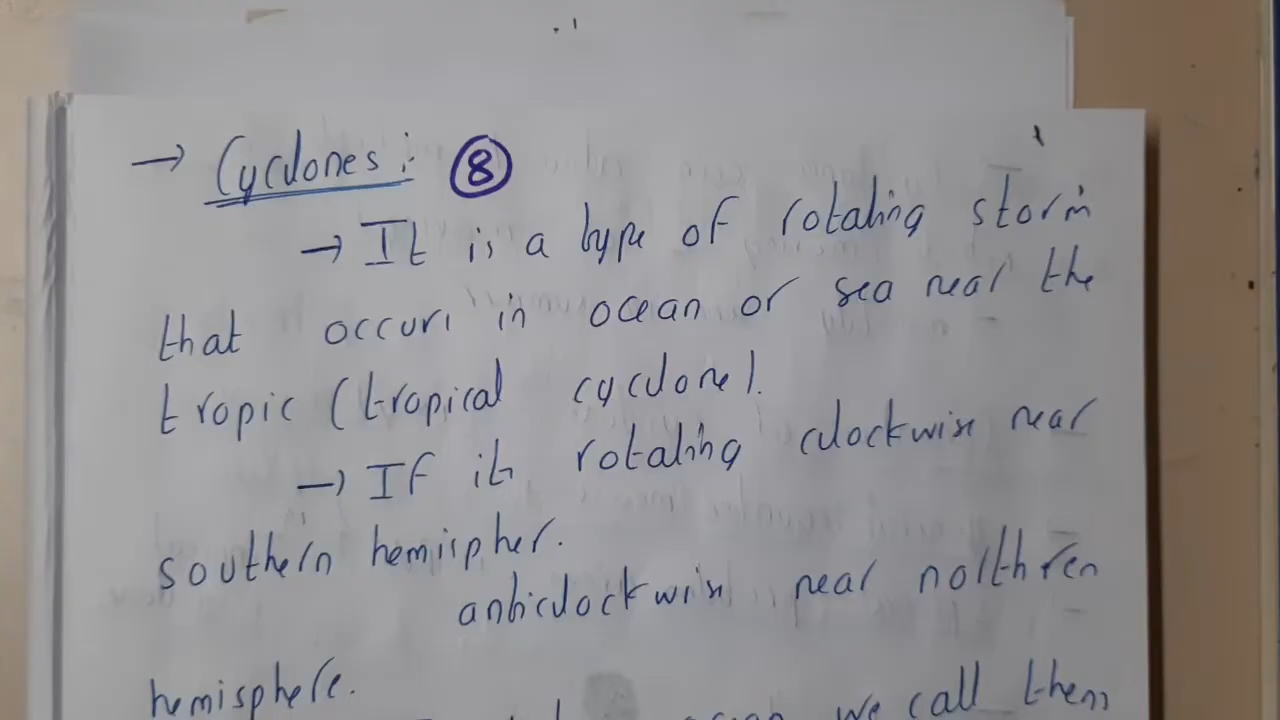 → Cyclones :- ⑧
→ It is a type of rotating storm
that occurs in ocean or sea near the
tropic (tropical cyclone).
→ If it rotating clockwise near
southern hemispher.
anticlockwise near northren
hemisphere.
we call them